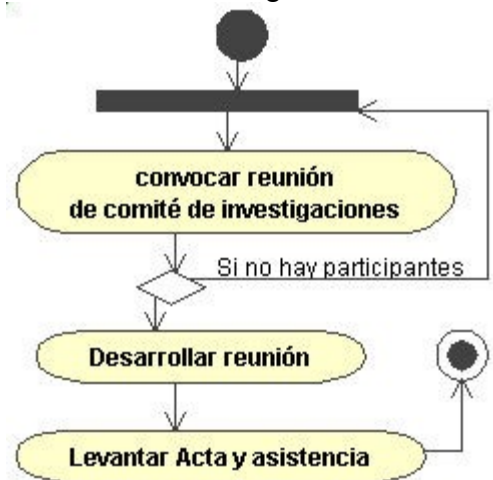 convocar reunión
de comité de investigaciones
Si no hay participantes
Desarrollar reunión
Levantar Acta y asistencia